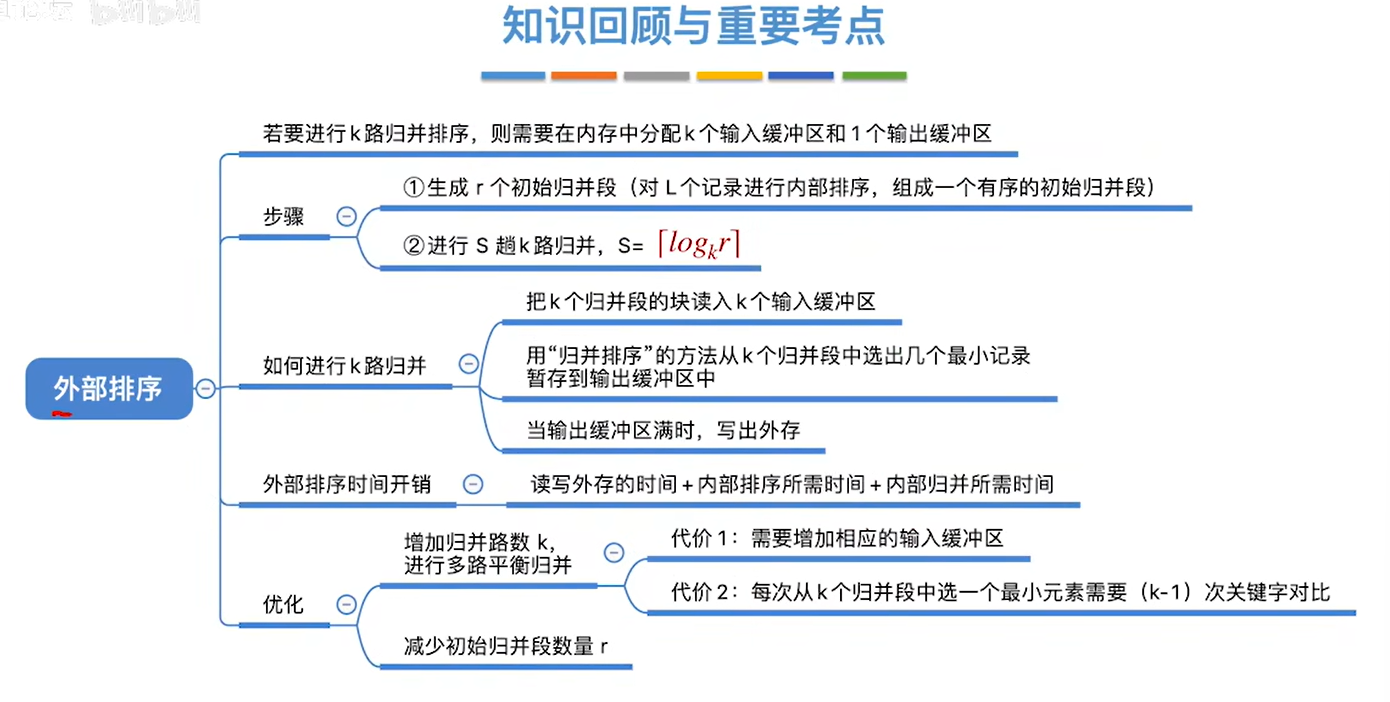 知识回顾与重要考点
若要进行k路归并排序，则需要在内存中分配k个输入缓冲区和1个输出缓冲区
①生成 r 个初始归并段（对 L个记录进行内部排序，组成一个有序的初始归并段）
步骤
②进行 S 趟k路归并，S= ⌈log_k r⌉
把k个归并段的块读入k个输入缓冲区
用“归并排序”的方法从k个归并段中选出几个最小记录
暂存到输出缓冲区中
如何进行k路归并
当输出缓冲区满时，写出外存
外部排序
外部排序时间开销
读写外存的时间+内部排序所需时间+内部归并所需时间
增加归并路数 k，
进行多路平衡归并
代价 1：需要增加相应的输入缓冲区
代价 2：每次从k个归并段中选一个最小元素需要（k-1）次关键字对比
优化
减少初始归并段数量 r